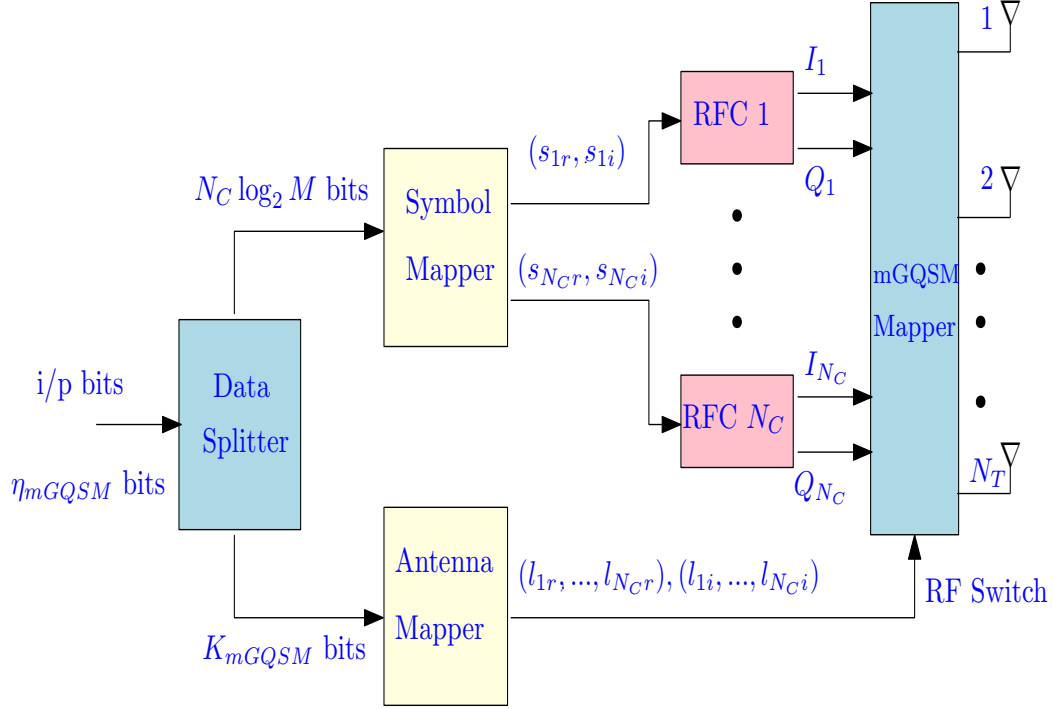 i/p bits
η_{mGQSM} bits
Data
Splitter
N_C log_2 M bits
K_{mGQSM} bits
Symbol
Mapper
Antenna
Mapper
(s_{1r}, s_{1i})
(s_{N_C r}, s_{N_C i})
(l_{1r}, ..., l_{N_C r}), (l_{1i}, ..., l_{N_C i})
RFC 1
RFC N_C
I_1
Q_1
I_{N_C}
Q_{N_C}
mGQSM
Mapper
RF Switch
1
2
N_T